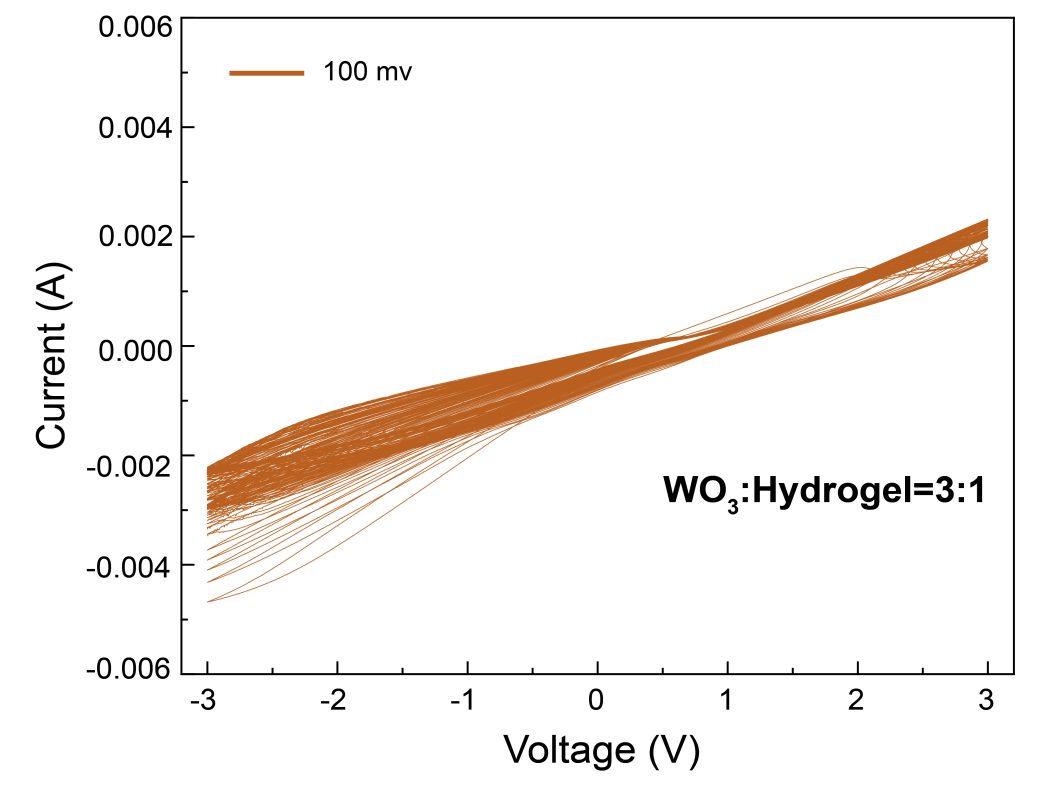 0.006
0.004
0.002
0.000
-0.002
-0.004
-0.006
Current (A)
100 mv
WO₃:Hydrogel=3:1
-3 -2 -1 0 1 2 3
Voltage (V)